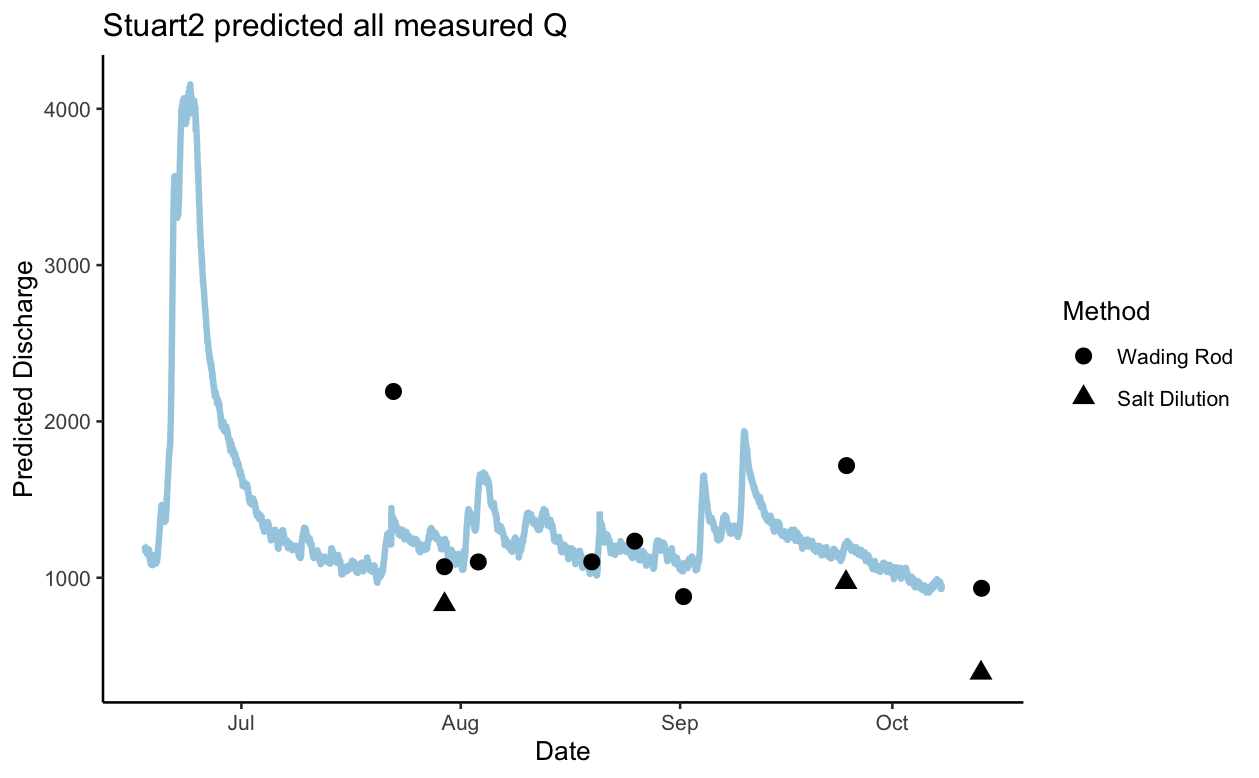 Stuart2 predicted all measured Q
Predicted Discharge
4000
3000
2000
1000
Jul
Aug
Sep
Oct
Date
Method
Wading Rod
Salt Dilution